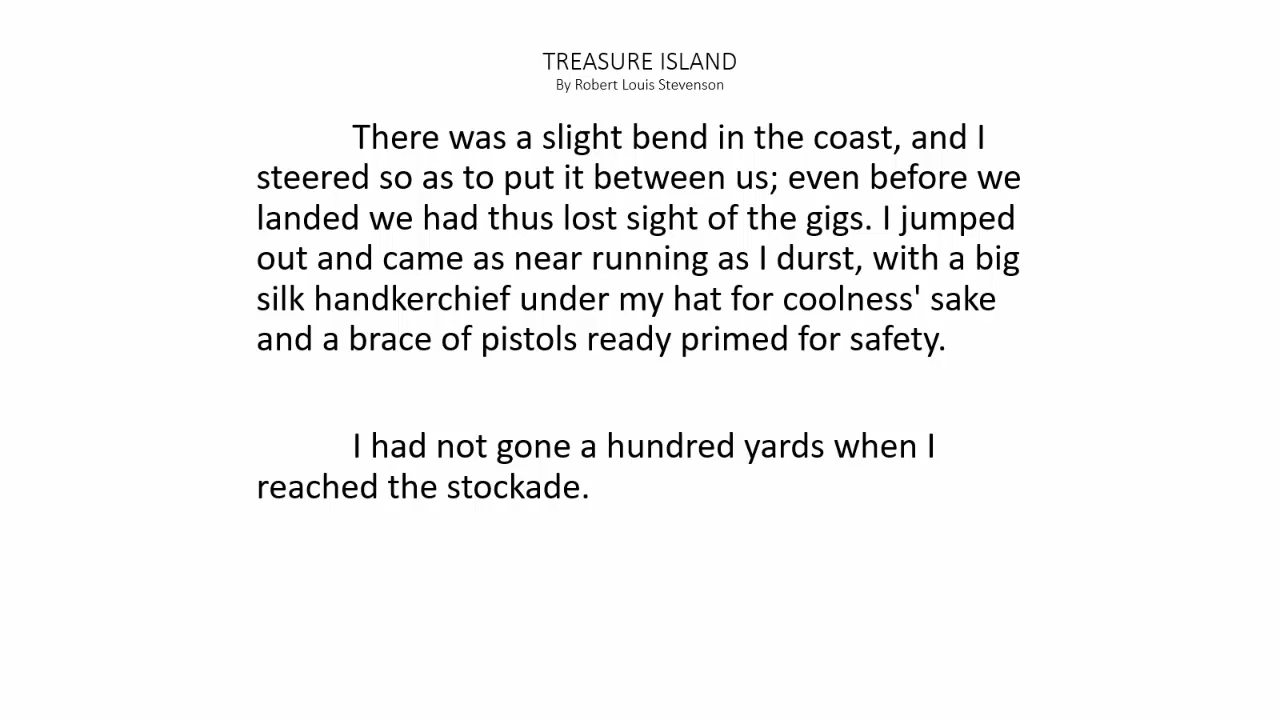 TREASURE ISLAND
By Robert Louis Stevenson
There was a slight bend in the coast, and I
steered so as to put it between us; even before we
landed we had thus lost sight of the gigs. I jumped
out and came as near running as I durst, with a big
silk handkerchief under my hat for coolness' sake
and a brace of pistols ready primed for safety.
I had not gone a hundred yards when I
reached the stockade.